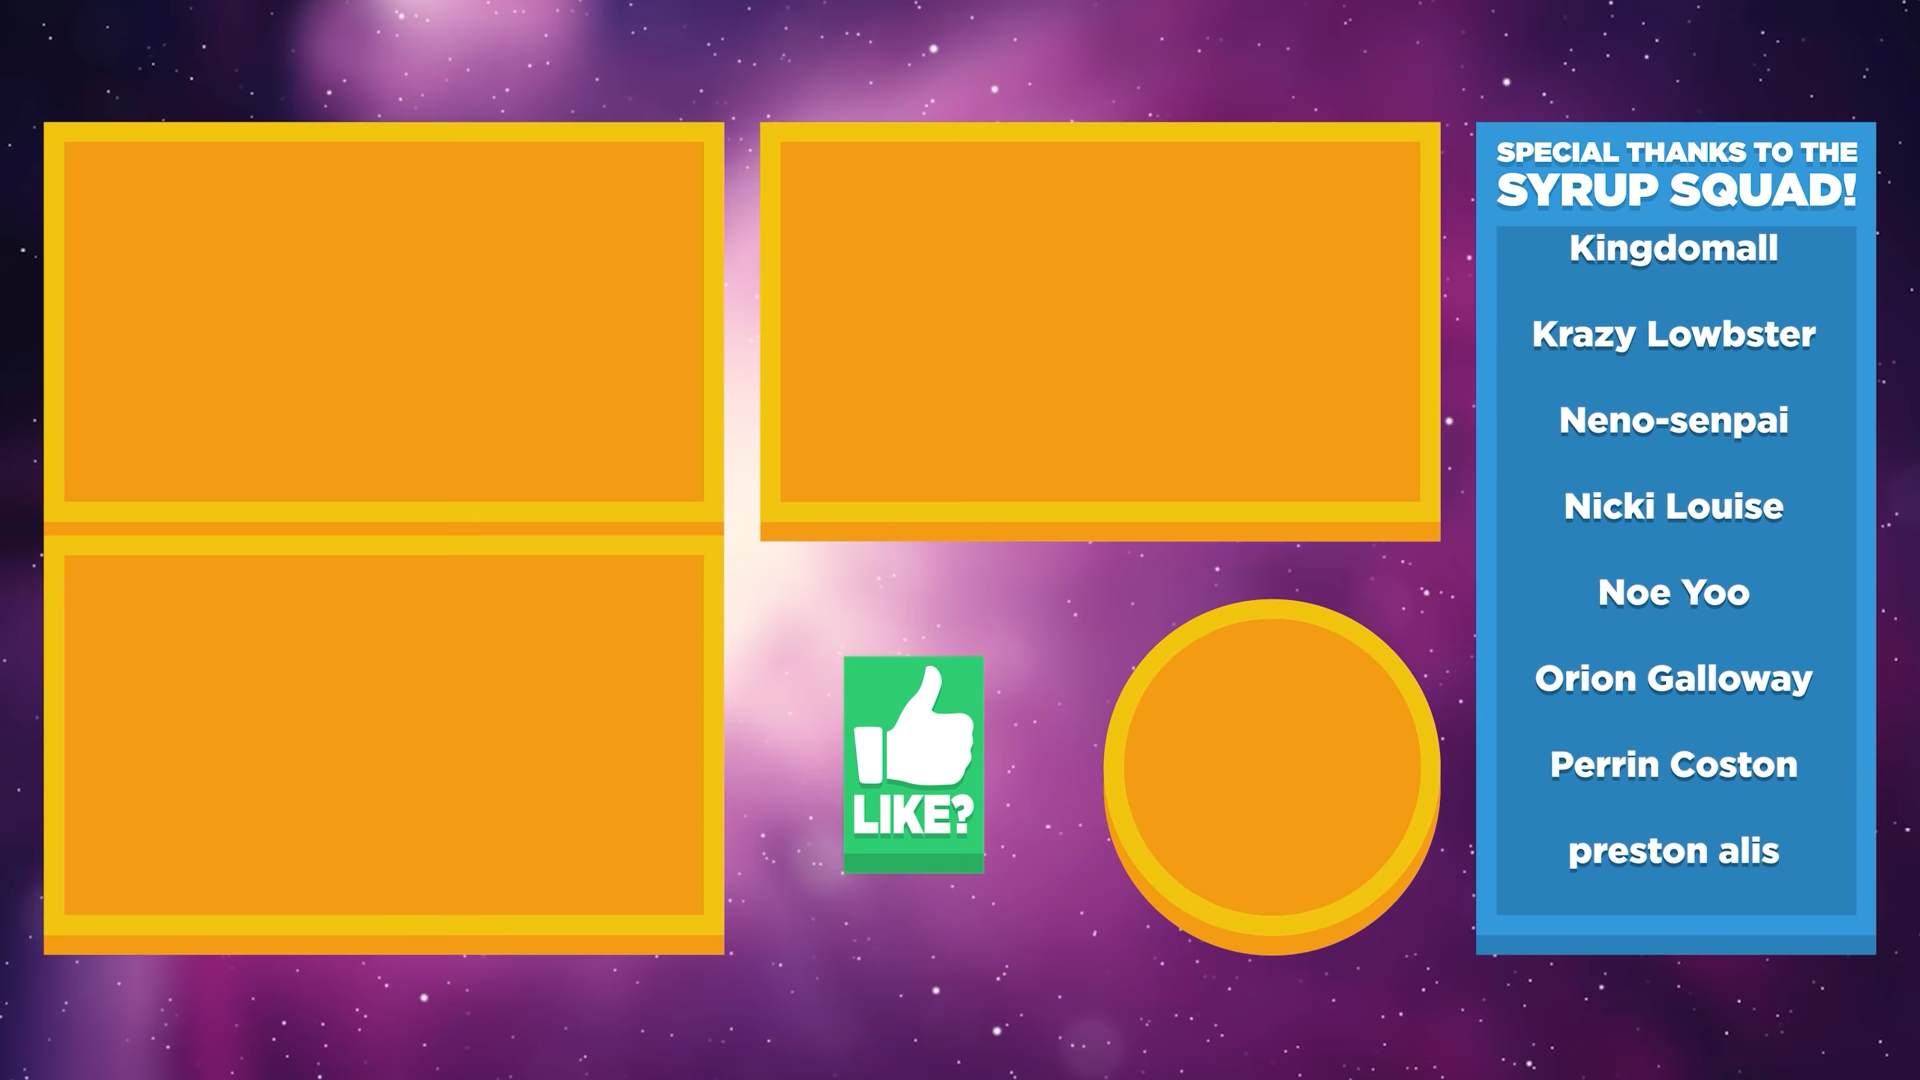 SPECIAL THANKS TO THE
SYRUP SQUAD!
Kingdomall
Krazy Lowbster
Neno-senpai
Nicki Louise
Noe Yoo
Orion Galloway
Perrin Coston
preston alis
LIKE?